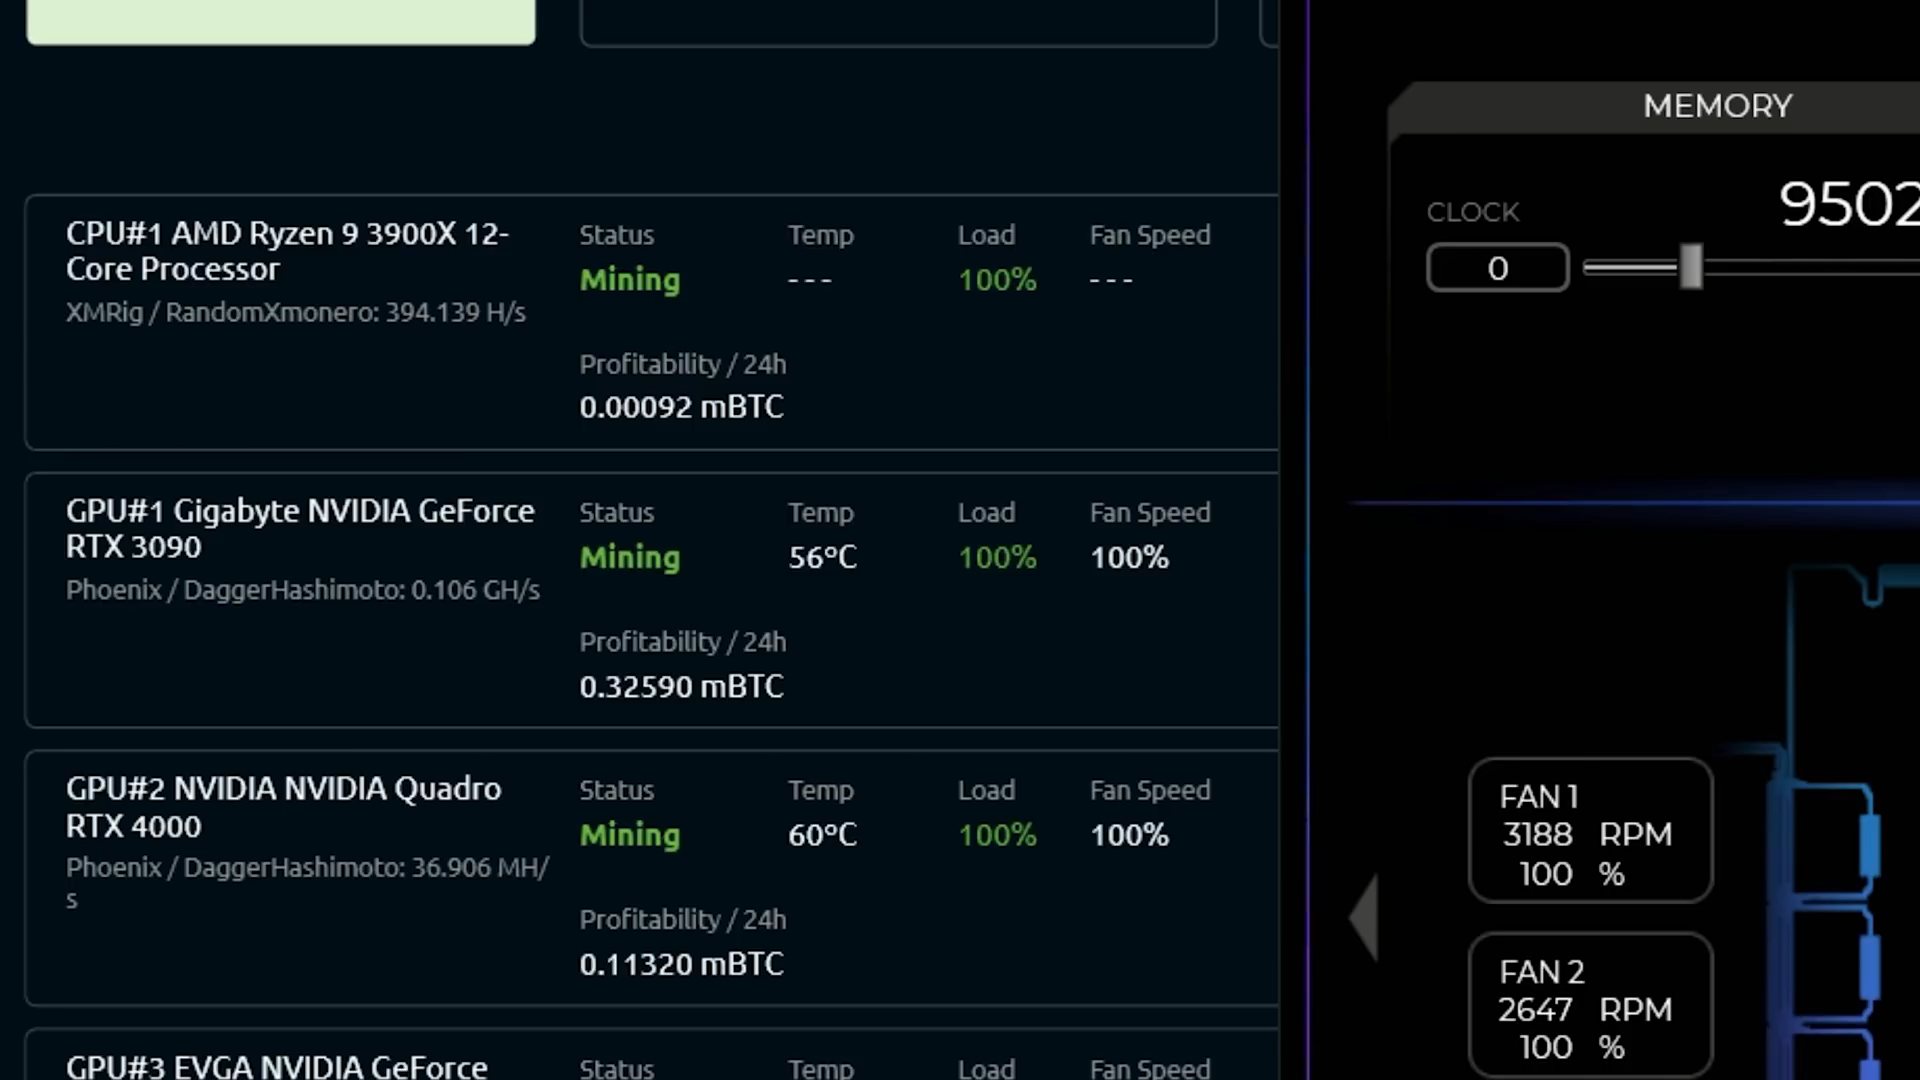 CPU#1 AMD Ryzen 9 3900X 12-
Core Processor
XMRig / RandomXmonero: 394.139 H/s
Status Temp Load Fan Speed
Mining --- 100% ---
Profitability / 24h
0.00092 mBTC
GPU#1 Gigabyte NVIDIA GeForce
RTX 3090
Phoenix / DaggerHashimoto: 0.106 GH/s
Status Temp Load Fan Speed
Mining 56°C 100% 100%
Profitability / 24h
0.32590 mBTC
GPU#2 NVIDIA NVIDIA Quadro
RTX 4000
Phoenix / DaggerHashimoto: 36.906 MH/
s
Status Temp Load Fan Speed
Mining 60°C 100% 100%
Profitability / 24h
0.11320 mBTC
GPU#3 EVGA NVIDIA GeForce
Status Temp Load Fan Speed
MEMORY
CLOCK 9502
0
FAN 1
3188 RPM
100 %
FAN 2
2647 RPM
100 %